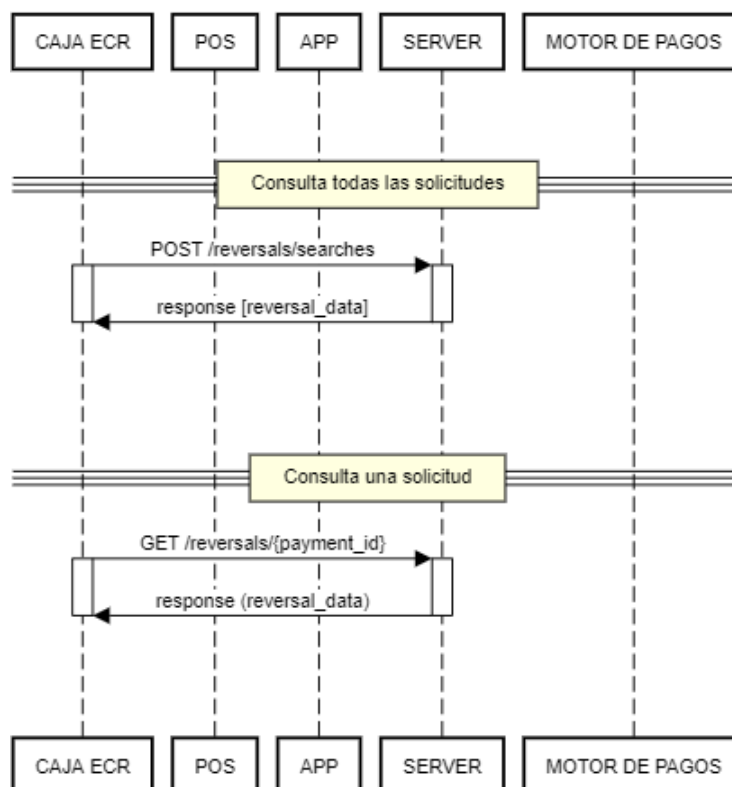 CAJA ECR POS APP SERVER MOTOR DE PAGOS
Consulta todas las solicitudes
POST /reversals/searches
response [reversal_data]
Consulta una solicitud
GET /reversals/{payment_id}
response (reversal_data)
CAJA ECR POS APP SERVER MOTOR DE PAGOS